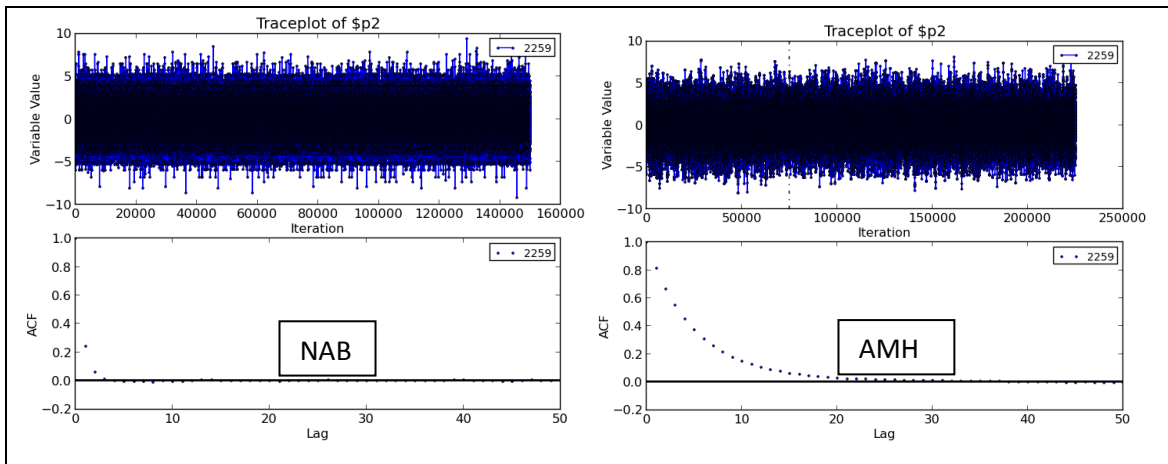 Traceplot of $p2
10
5
0
−5
−10
Variable Value
2259
0 20000 40000 60000 80000 100000 120000 140000 160000
Iteration
1.0
0.8
0.6
0.4
0.2
0.0
−0.2
ACF
2259
NAB
0 10 20 30 40 50
Lag
Traceplot of $p2
10
5
0
−5
−10
Variable Value
2259
0 50000 100000 150000 200000 250000
Iteration
1.0
0.8
0.6
0.4
0.2
0.0
−0.2
ACF
2259
AMH
0 10 20 30 40 50
Lag